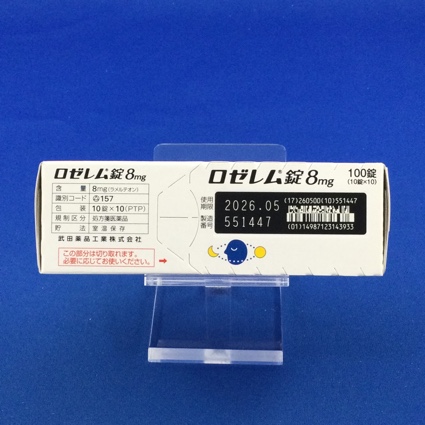 ロゼレム錠8mg
含 量 8mg(ラメルテオン)
識別コード 157
包 装 10錠×10(PTP)
規制区分 処方箋医薬品
貯 法 室温保存
武田薬品工業株式会社
この部分は切り取れます。
必要に応じてお使いください。→
ロゼレム錠8mg
100錠
(10錠×10)
使用期限 2026.05
製造番号 551447
(17)260500(10)551447
(01)14987123143933